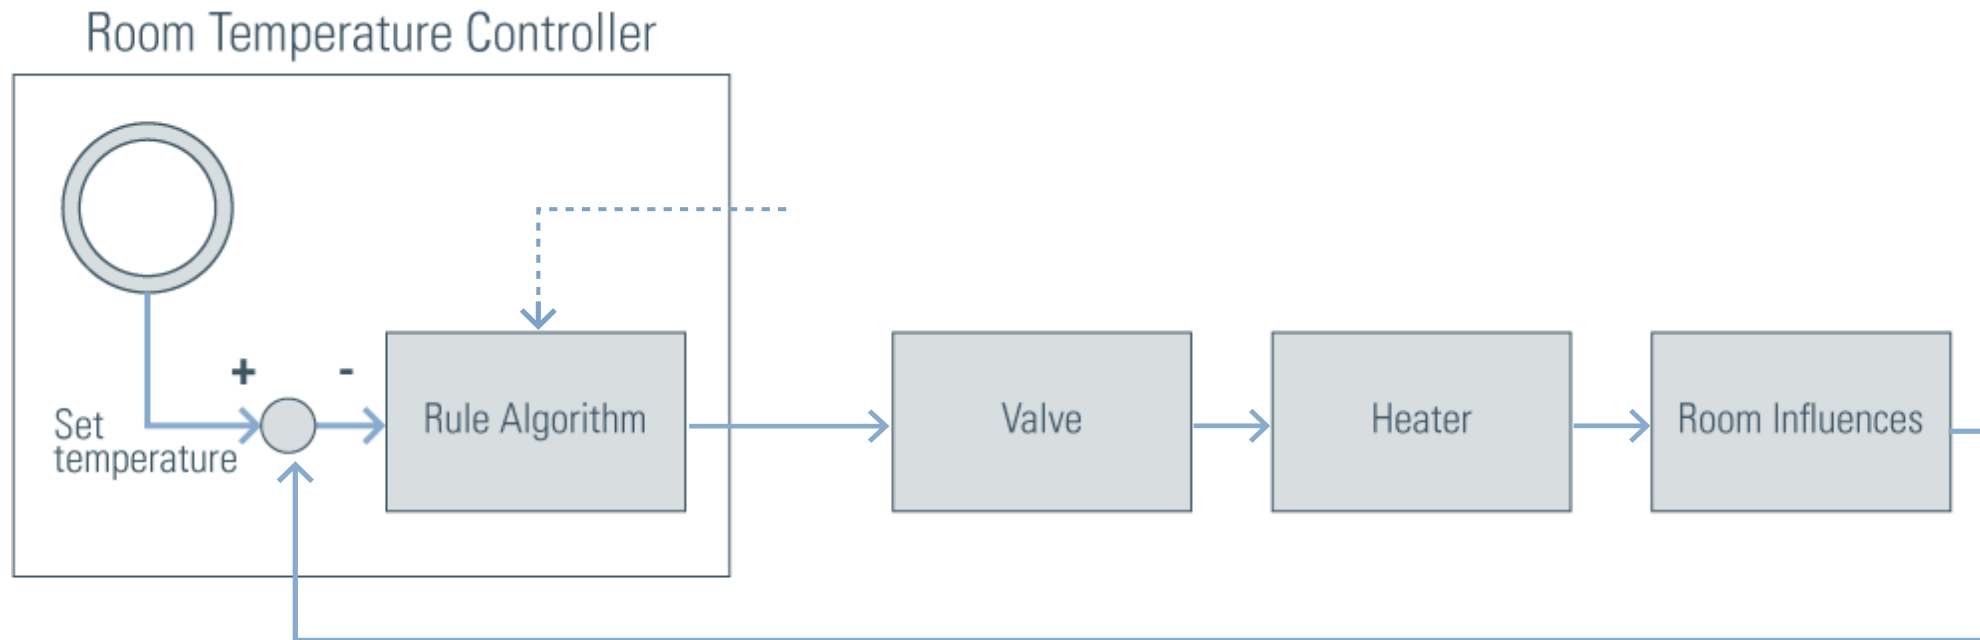 Room Temperature Controller
+
-
Set
temperature
Rule Algorithm
Valve
Heater
Room Influences